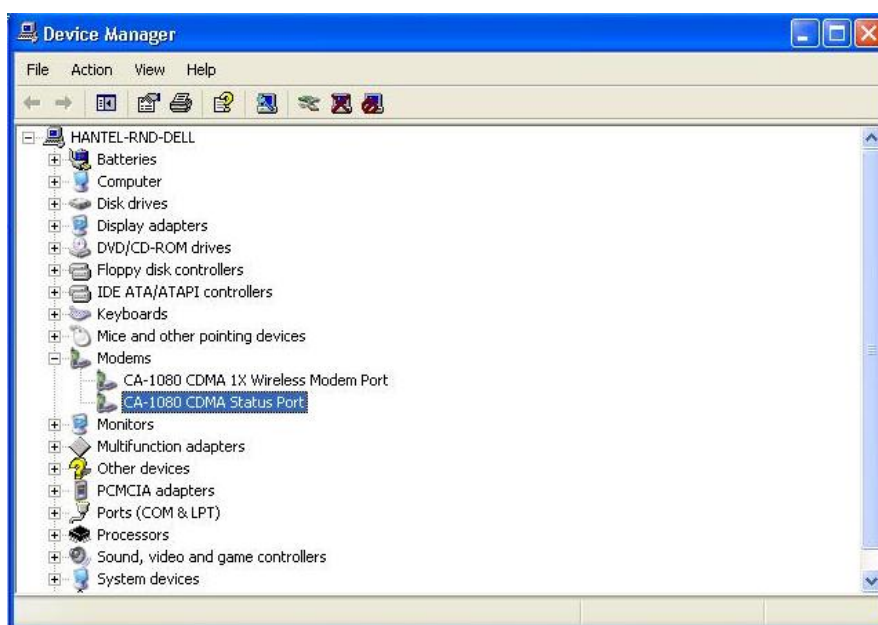 Device Manager
File Action View Help
HANTEL-RND-DELL
Batteries
Computer
Disk drives
Display adapters
DVD/CD-ROM drives
Floppy disk controllers
IDE ATA/ATAPI controllers
Keyboards
Mice and other pointing devices
Modems
CA-1080 CDMA 1X Wireless Modem Port
CA-1080 CDMA Status Port
Monitors
Multifunction adapters
Other devices
PCMCIA adapters
Ports (COM & LPT)
Processors
Sound, video and game controllers
System devices